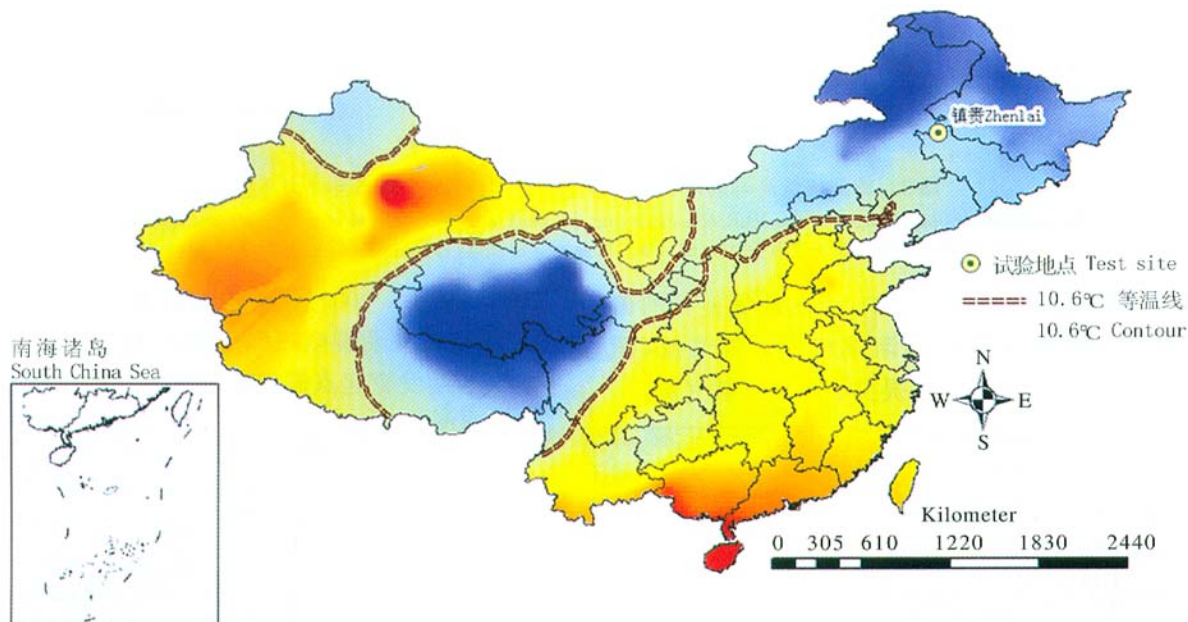 镇赉Zhenlai
试验地点 Test site
10.6℃ 等温线
10.6℃ Contour
南海诸岛
South China Sea
N
W E
S
Kilometer
0 305 610 1220 1830 2440